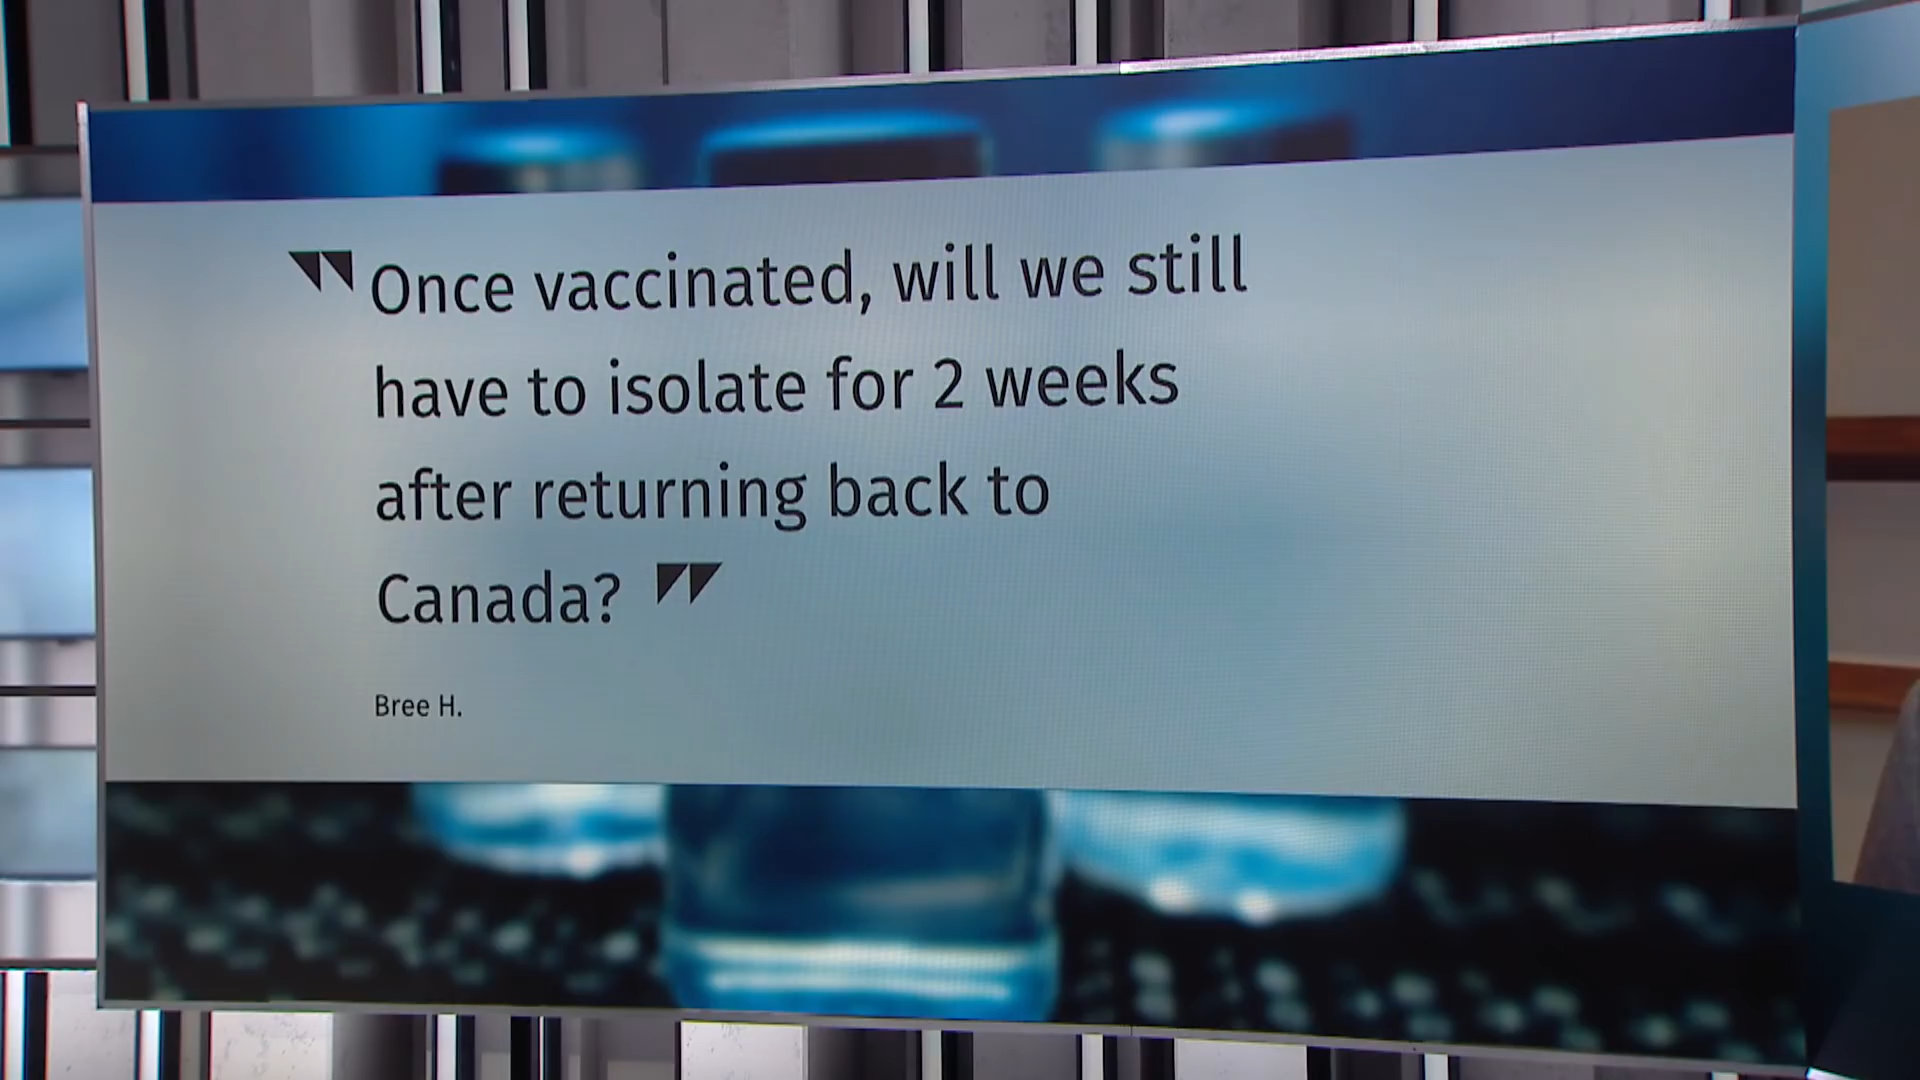 "Once vaccinated, will we still
have to isolate for 2 weeks
after returning back to
Canada?"
Bree H.